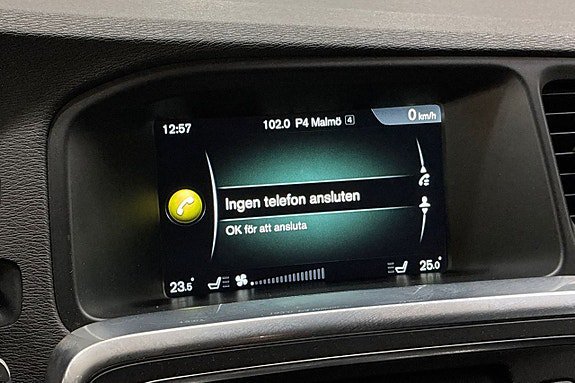 12:57 102.0 P4 Malmö 4 0 km/h
Ingen telefon ansluten
OK för att ansluta
23.5 25.0